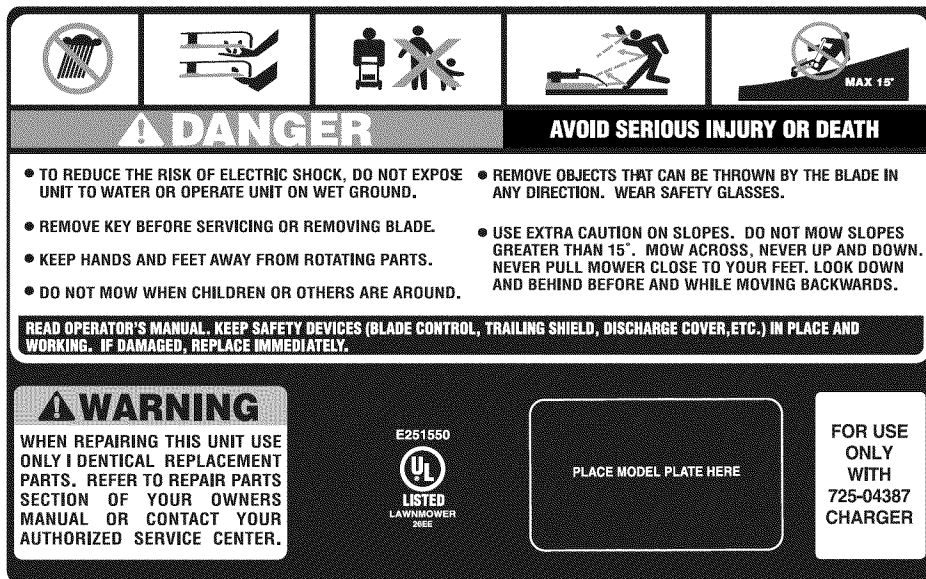 MAX 15°
DANGER
AVOID SERIOUS INJURY OR DEATH
● TO REDUCE THE RISK OF ELECTRIC SHOCK, DO NOT EXPOSE
UNIT TO WATER OR OPERATE UNIT ON WET GROUND.
● REMOVE KEY BEFORE SERVICING OR REMOVING BLADE.
● KEEP HANDS AND FEET AWAY FROM ROTATING PARTS.
● DO NOT MOW WHEN CHILDREN OR OTHERS ARE AROUND.
● REMOVE OBJECTS THAT CAN BE THROWN BY THE BLADE IN
ANY DIRECTION. WEAR SAFETY GLASSES.
● USE EXTRA CAUTION ON SLOPES. DO NOT MOW SLOPES
GREATER THAN 15°. MOW ACROSS, NEVER UP AND DOWN.
NEVER PULL MOWER CLOSE TO YOUR FEET. LOOK DOWN
AND BEHIND BEFORE AND WHILE MOVING BACKWARDS.
READ OPERATOR'S MANUAL. KEEP SAFETY DEVICES (BLADE CONTROL, TRAILING SHIELD, DISCHARGE COVER,ETC.) IN PLACE AND
WORKING. IF DAMAGED, REPLACE IMMEDIATELY.
WARNING
WHEN REPAIRING THIS UNIT USE
ONLY I DENTICAL REPLACEMENT
PARTS. REFER TO REPAIR PARTS
SECTION OF YOUR OWNERS
MANUAL OR CONTACT YOUR
AUTHORIZED SERVICE CENTER.
E251550
UL
LISTED
LAWNMOWER
26EE
PLACE MODEL PLATE HERE
FOR USE
ONLY
WITH
725-04387
CHARGER